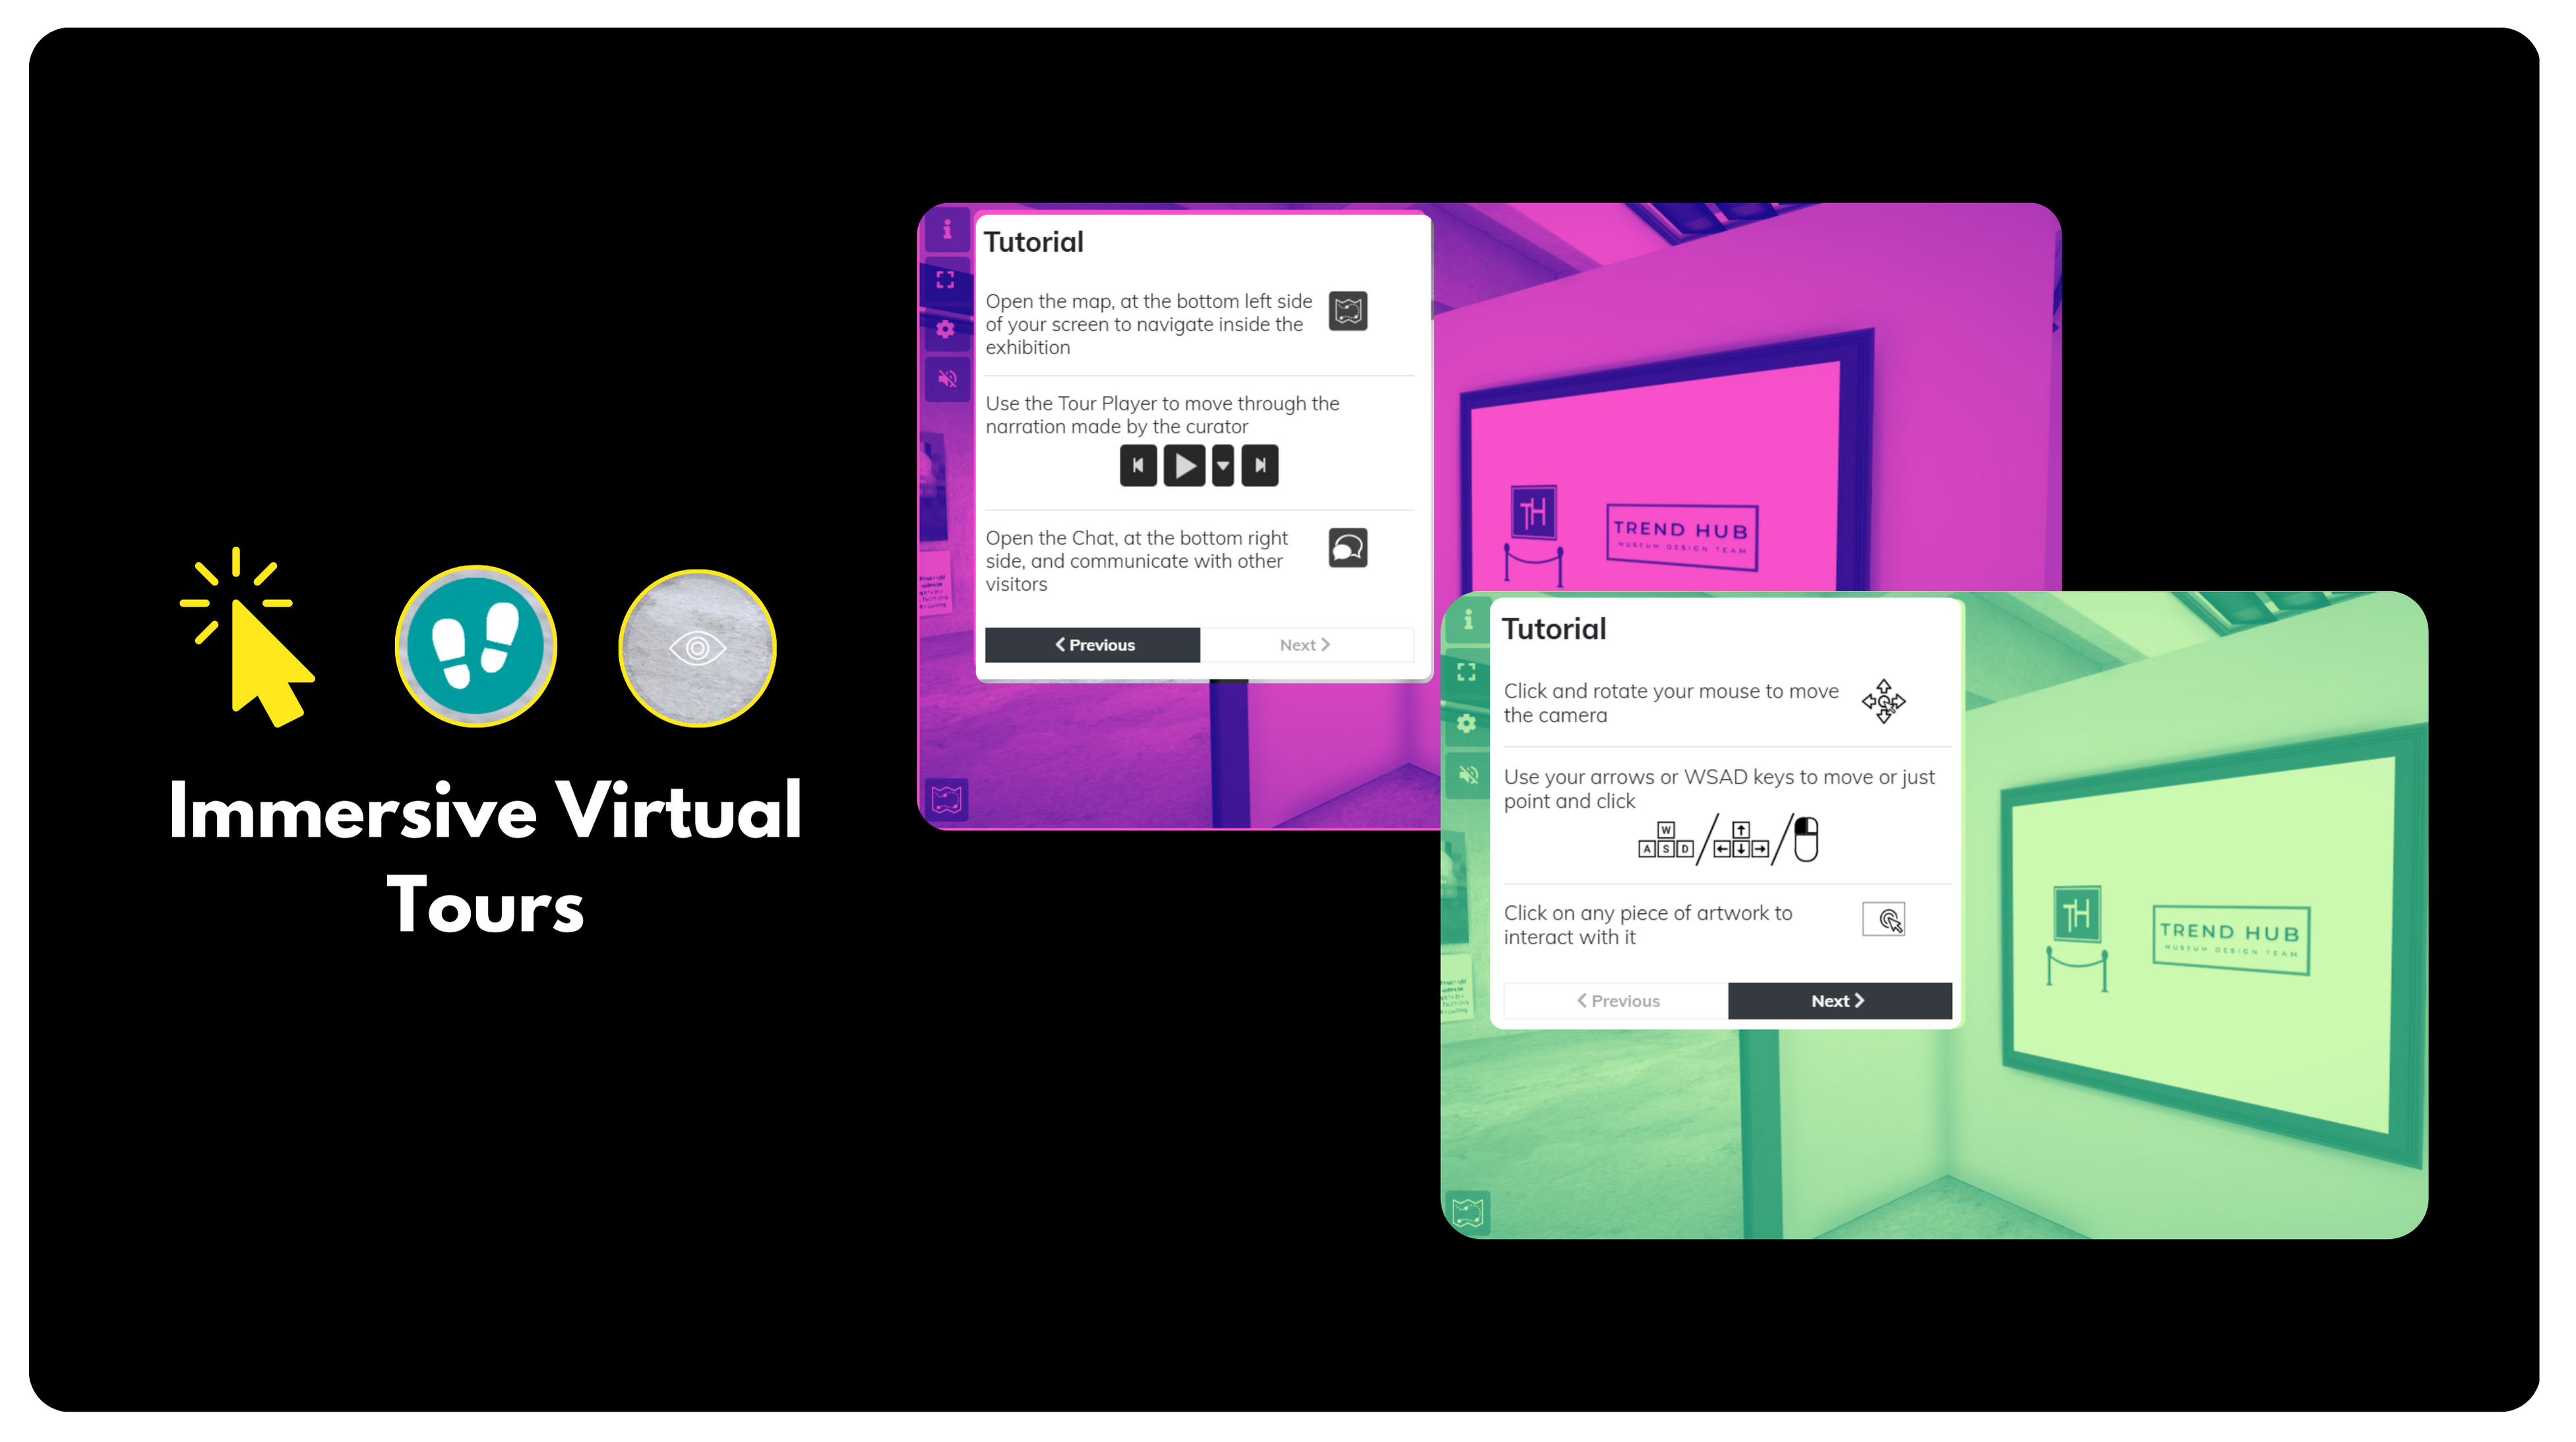 Immersive Virtual
Tours
Tutorial
Open the map, at the bottom left side
of your screen to navigate inside the
exhibition
Use the Tour Player to move through the
narration made by the curator
Open the Chat, at the bottom right
side, and communicate with other
visitors
Previous
Next
TH
TREND HUB
MUSEUM DESIGN TEAM
Tutorial
Click and rotate your mouse to move
the camera
Use your arrows or WSAD keys to move or just
point and click
W
A S D
Click on any piece of artwork to
interact with it
Previous
Next
TH
TREND HUB
MUSEUM DESIGN TEAM